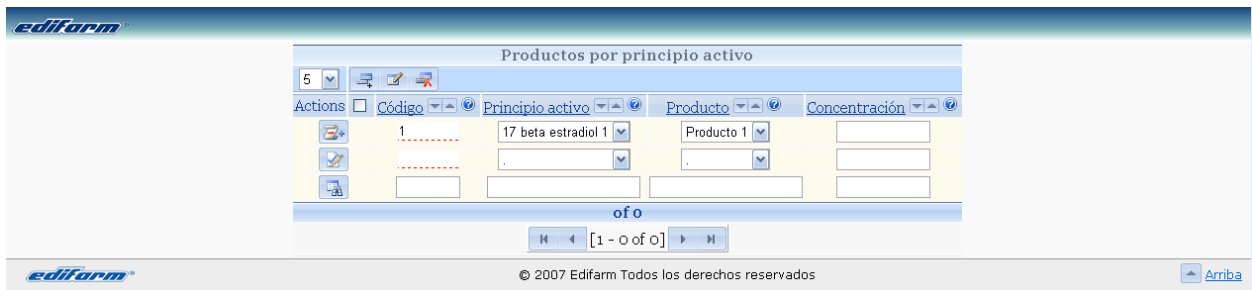 edifarm
Productos por principio activo
5
Actions Código Principio activo Producto Concentración
1 17 beta estradiol 1 Producto 1
. .
of 0
[1 - 0 of 0]
edifarm © 2007 Edifarm Todos los derechos reservados Arriba